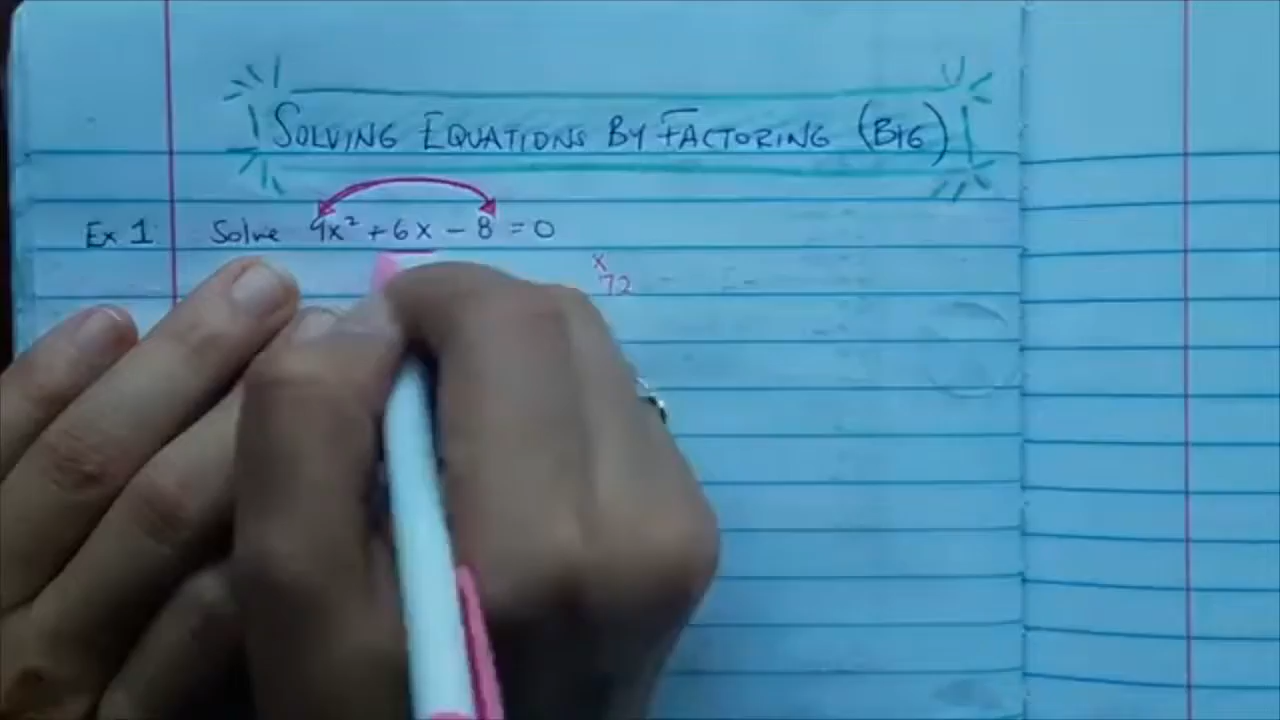 SOLVING EQUATIONS BY FACTORING (BIG)
Ex 1 Solve 9x² + 6x - 8 = 0
x
72